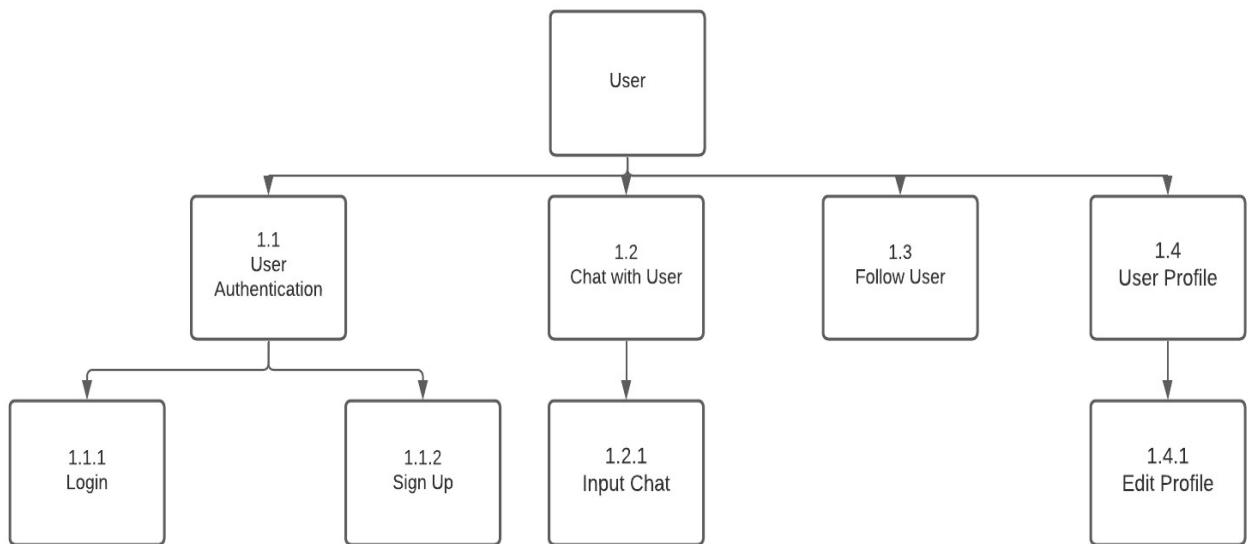 User
1.1
User
Authentication
1.2
Chat with User
1.3
Follow User
1.4
User Profile
1.1.1
Login
1.1.2
Sign Up
1.2.1
Input Chat
1.4.1
Edit Profile